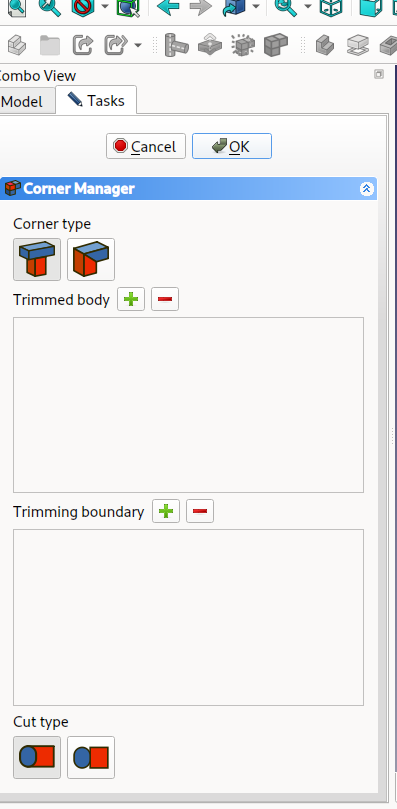 ombo View
Model
Tasks
Cancel
OK
Corner Manager
Corner type
Trimmed body
Trimming boundary
Cut type